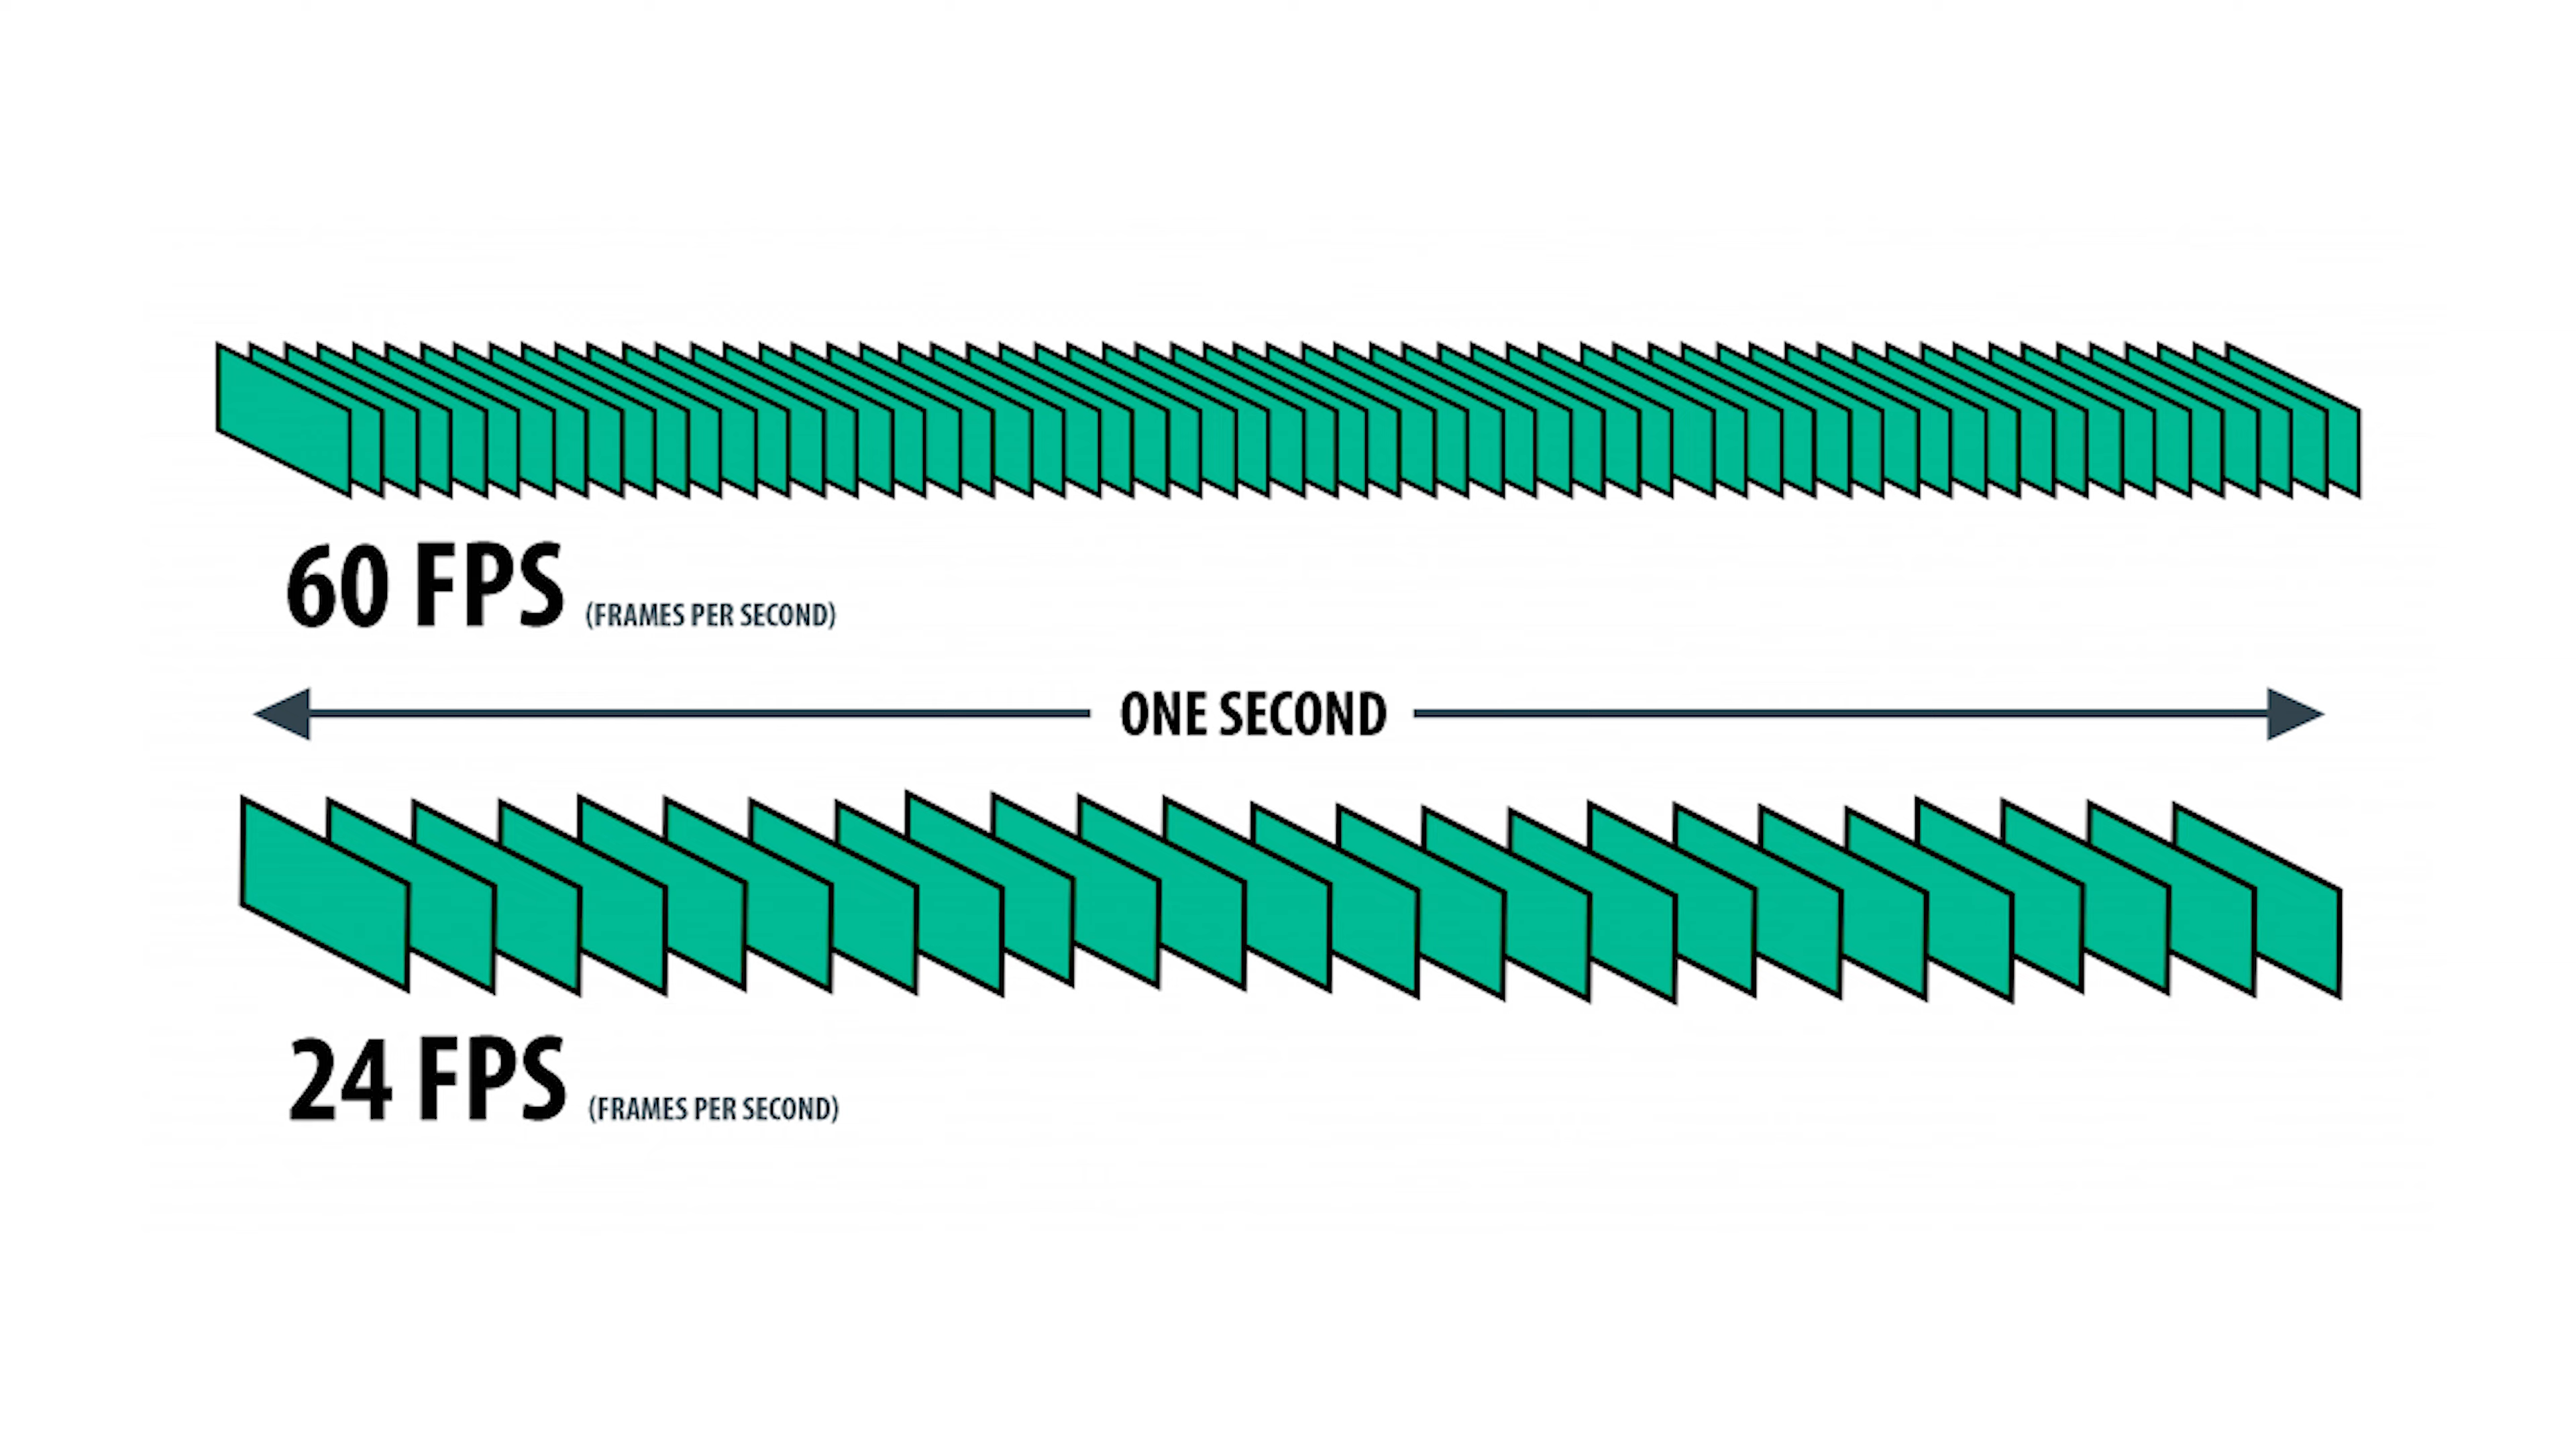 60 FPS (FRAMES PER SECOND)
ONE SECOND
24 FPS (FRAMES PER SECOND)